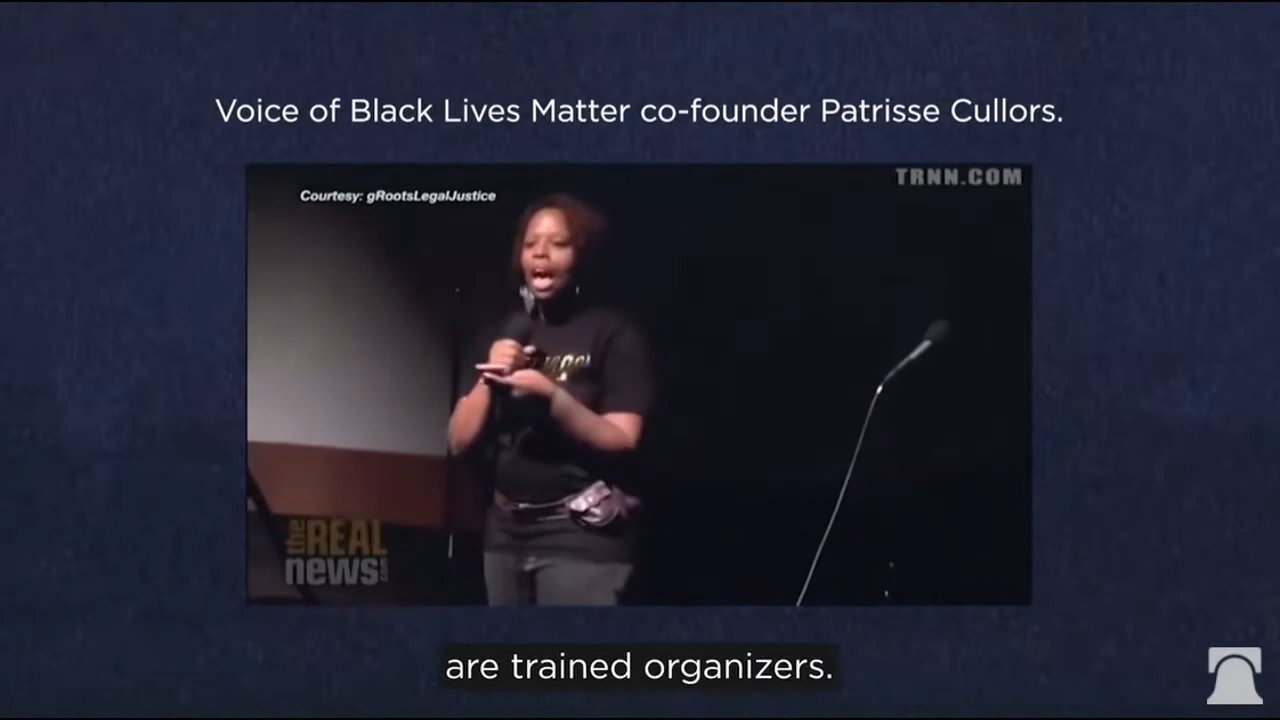 Voice of Black Lives Matter co-founder Patrisse Cullors.
TRNN.COM
Courtesy: gRootsLegalJustice
the REAL
news.com
are trained organizers.